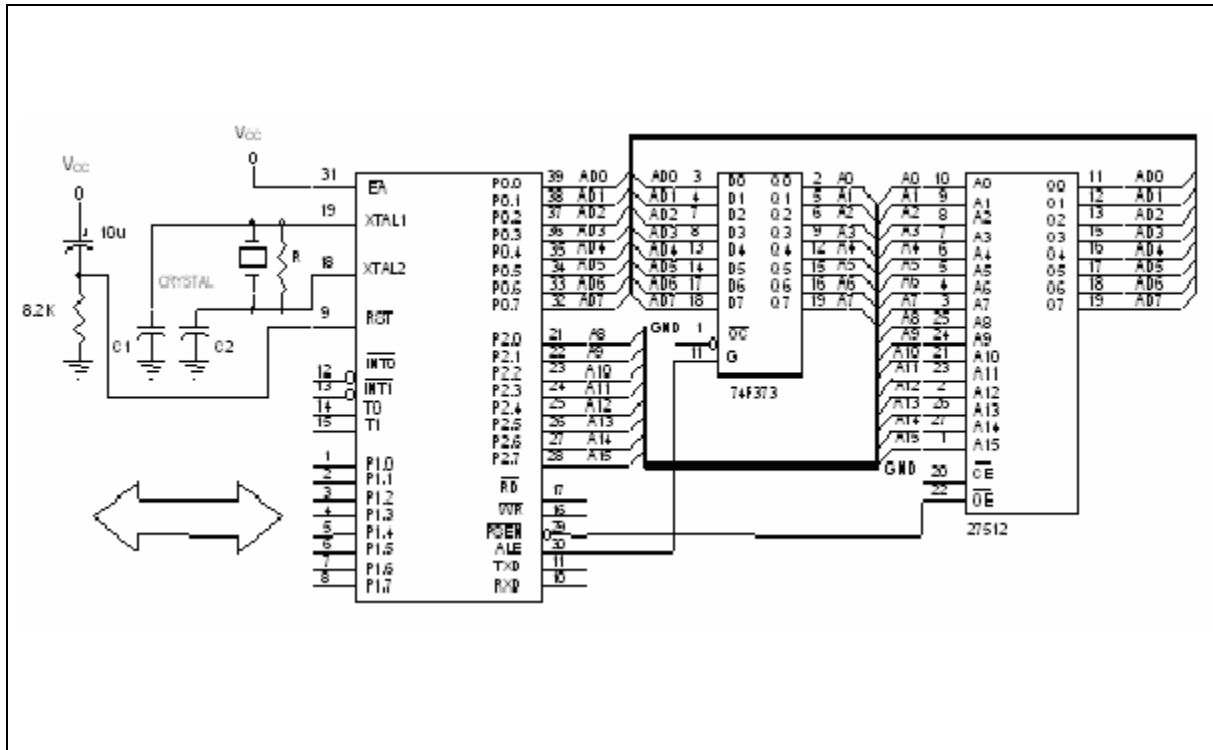 Vcc
0
Vcc
0
10u
8.2K
C1
C2
CRYSTAL
R
31
EA
19
XTAL1
18
XTAL2
9
RST
12
INT0
13
INT1
14
T0
15
T1
1
P1.0
2
P1.1
3
P1.2
4
P1.3
5
P1.4
6
P1.5
7
P1.6
8
P1.7
P0.0 39 AD0
P0.1 38 AD1
P0.2 37 AD2
P0.3 36 AD3
P0.4 35 AD4
P0.5 34 AD5
P0.6 33 AD6
P0.7 32 AD7
P2.0 21 A8
P2.1 22 A9
P2.2 23 A10
P2.3 24 A11
P2.4 25 A12
P2.5 26 A13
P2.6 27 A14
P2.7 28 A15
RD 17
WR 16
PSEN 29
ALE 30
TXD 11
RXD 10
AD0 3 D0 Q0 2 A0
AD1 4 D1 Q1 5 A1
AD2 7 D2 Q2 6 A2
AD3 8 D3 Q3 9 A3
AD4 13 D4 Q4 12 A4
AD5 14 D5 Q5 15 A5
AD6 17 D6 Q6 16 A6
AD7 18 D7 Q7 19 A7
GND 1 OC
11 G
74F373
A0 10 A0
A1 9 A1
A2 8 A2
A3 7 A3
A4 6 A4
A5 5 A5
A6 4 A6
A7 3 A7
A8 25 A8
A9 24 A9
A10 21 A10
A11 23 A11
A12 2 A12
A13 26 A13
A14 27 A14
A15 1 A15
GND 20 CE
22 OE
O0 11 AD0
O1 12 AD1
O2 13 AD2
O3 15 AD3
O4 16 AD4
O5 17 AD5
O6 18 AD6
O7 19 AD7
27512